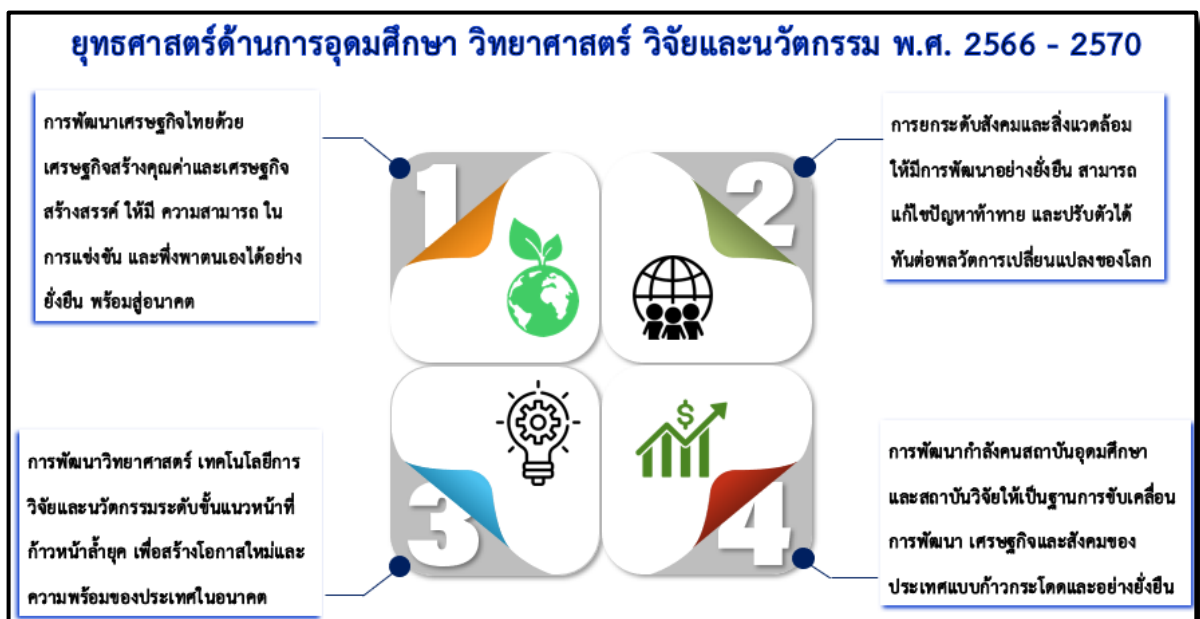 ยุทธศาสตร์ด้านการอุดมศึกษา วิทยาศาสตร์ วิจัยและนวัตกรรม พ.ศ. 2566 - 2570
การพัฒนาเศรษฐกิจไทยด้วย
เศรษฐกิจสร้างคุณค่าและเศรษฐกิจ
สร้างสรรค์ ให้มี ความสามารถ ใน
การแข่งขัน และพึ่งพาตนเองได้อย่าง
ยั่งยืน พร้อมสู่อนาคต
1
2
การยกระดับสังคมและสิ่งแวดล้อม
ให้มีการพัฒนาอย่างยั่งยืน สามารถ
แก้ไขปัญหาท้าทาย และปรับตัวได้
ทันต่อพลวัตการเปลี่ยนแปลงของโลก
การพัฒนาวิทยาศาสตร์ เทคโนโลยีการ
วิจัยและนวัตกรรมระดับขั้นแนวหน้าที่
ก้าวหน้าล้ำยุค เพื่อสร้างโอกาสใหม่และ
ความพร้อมของประเทศในอนาคต
3
$
4
การพัฒนากำลังคนสถาบันอุดมศึกษา
และสถาบันวิจัยให้เป็นฐานการขับเคลื่อน
การพัฒนา เศรษฐกิจและสังคมของ
ประเทศแบบก้าวกระโดดและอย่างยั่งยืน